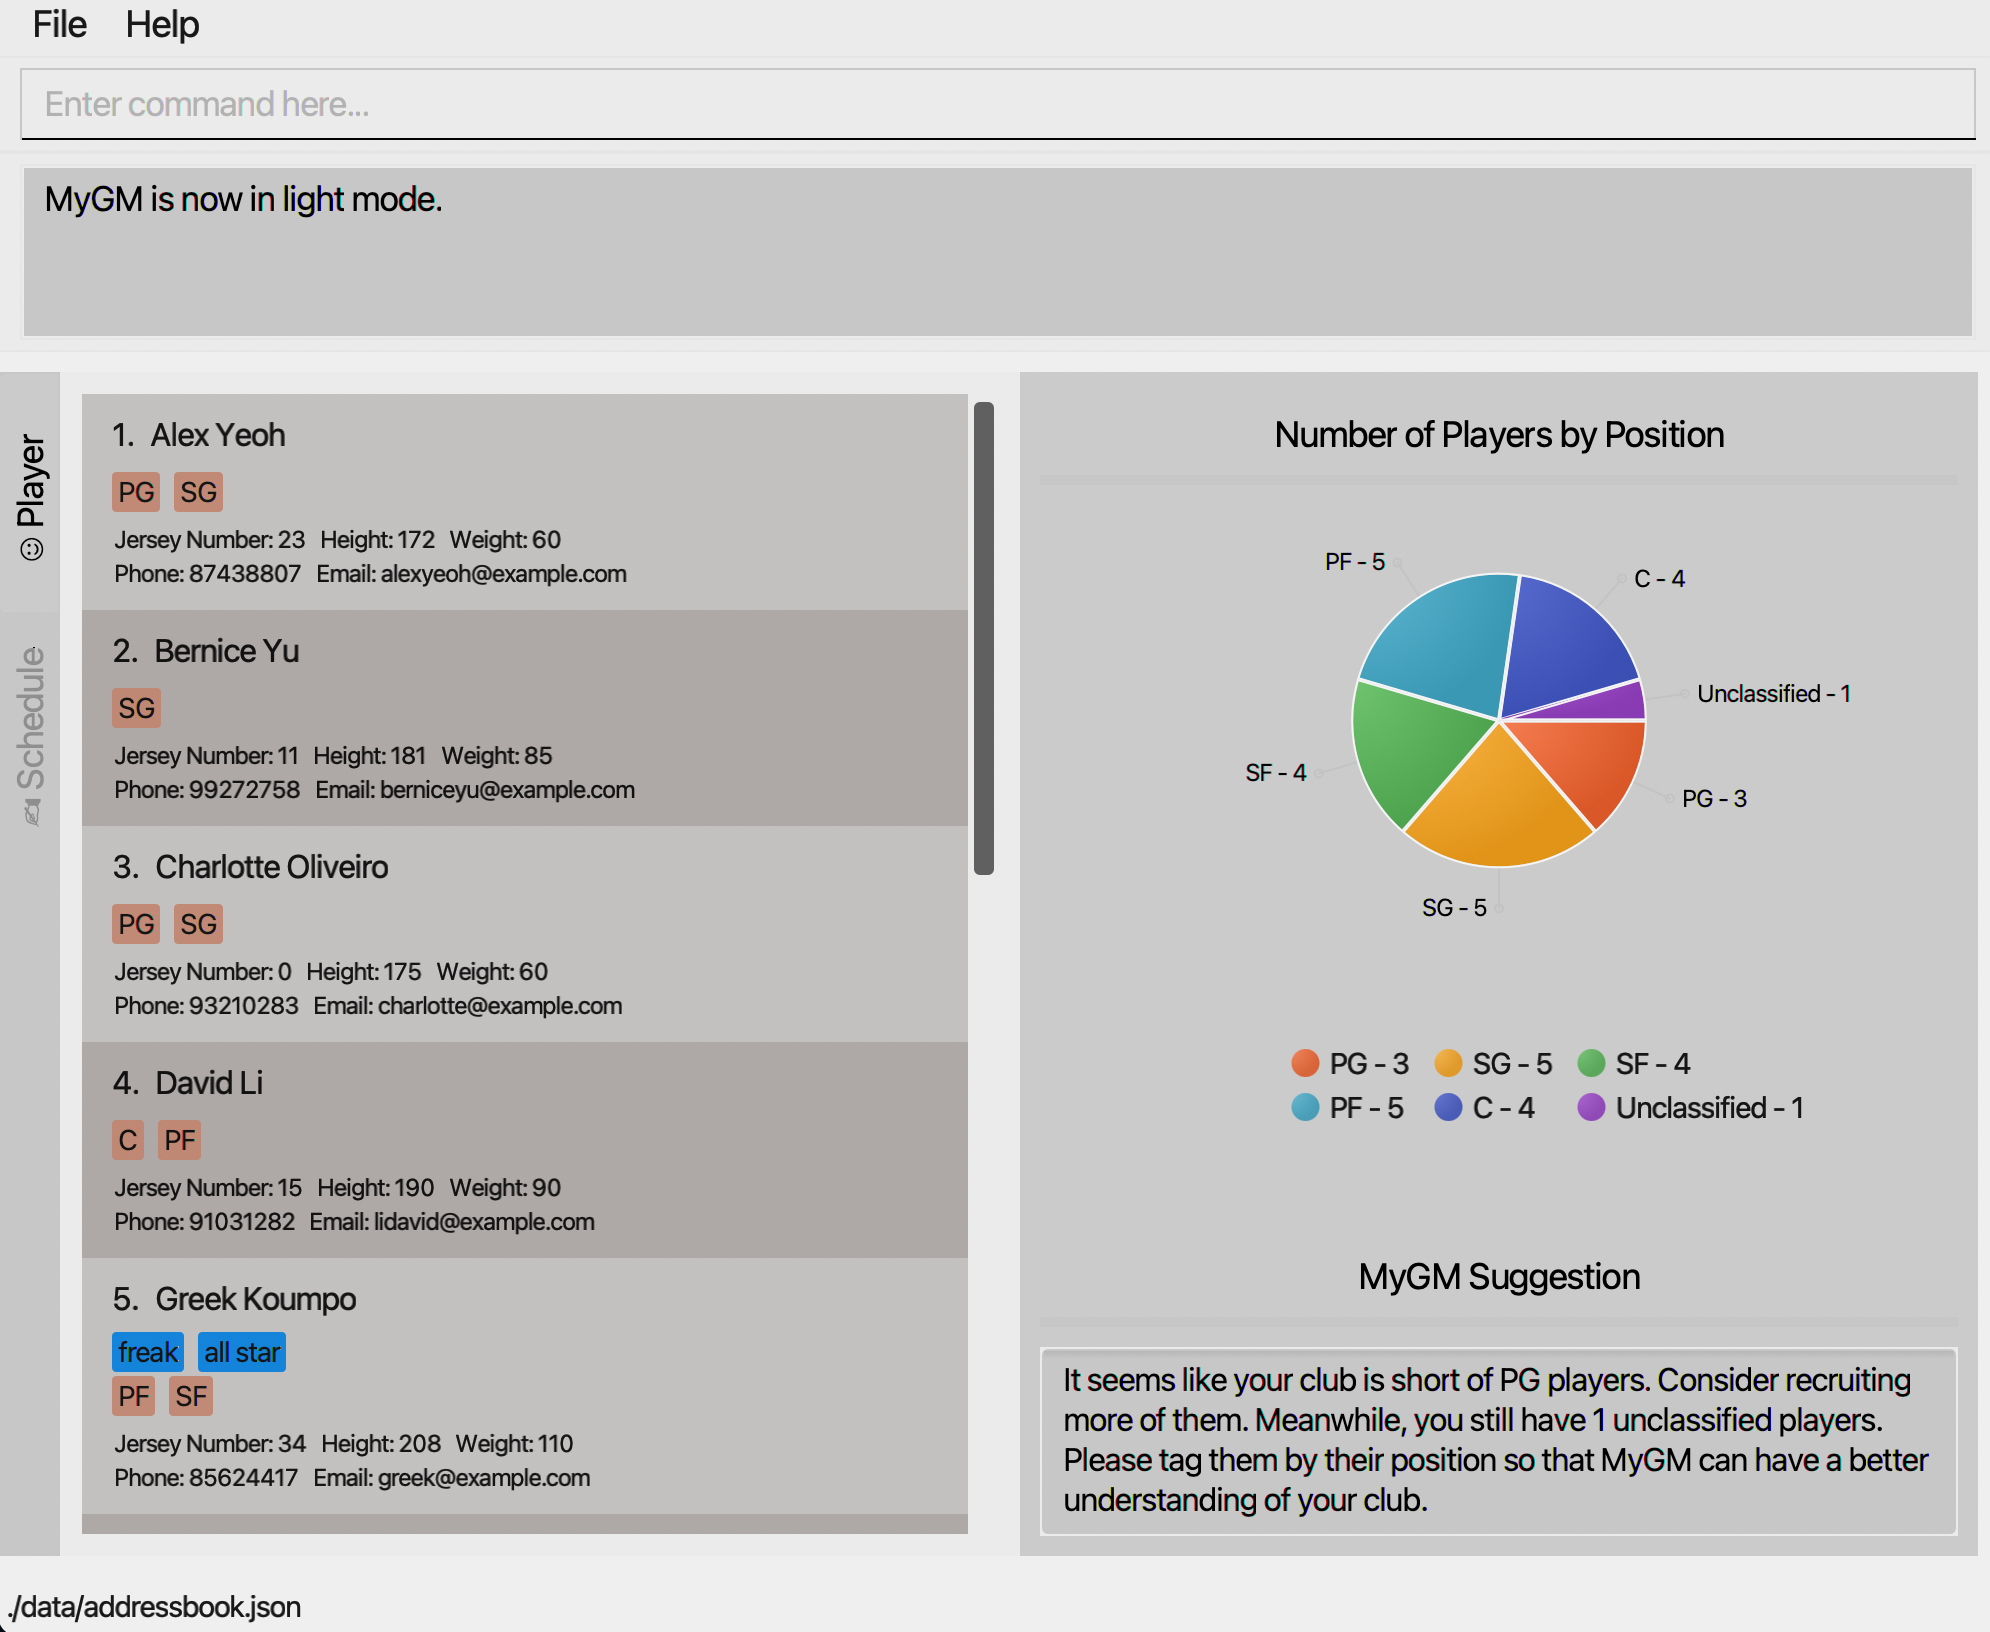 File Help
Enter command here...
MyGM is now in light mode.
Player
Schedule
1. Alex Yeoh
PG SG
Jersey Number: 23 Height: 172 Weight: 60
Phone: 87438807 Email: alexyeoh@example.com
2. Bernice Yu
SG
Jersey Number: 11 Height: 181 Weight: 85
Phone: 99272758 Email: berniceyu@example.com
3. Charlotte Oliveiro
PG SG
Jersey Number: 0 Height: 175 Weight: 60
Phone: 93210283 Email: charlotte@example.com
4. David Li
C PF
Jersey Number: 15 Height: 190 Weight: 90
Phone: 91031282 Email: lidavid@example.com
5. Greek Koumpo
freak all star
PF SF
Jersey Number: 34 Height: 208 Weight: 110
Phone: 85624417 Email: greek@example.com
Number of Players by Position
PF - 5
C - 4
Unclassified - 1
SF - 4
PG - 3
SG - 5
PG - 3 SG - 5 SF - 4
PF - 5 C - 4 Unclassified - 1
MyGM Suggestion
It seems like your club is short of PG players. Consider recruiting
more of them. Meanwhile, you still have 1 unclassified players.
Please tag them by their position so that MyGM can have a better
understanding of your club.
./data/addressbook.json